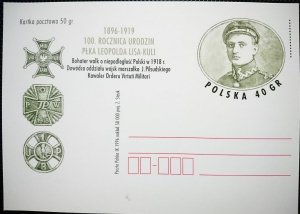 Kartka pocztowa 50 gr
1896-1919
100. ROCZNICA URODZIN
PŁKA LEOPOLDA LISA-KULI
Bohater walk o niepodległość Polski w 1918 r.
Dowódca oddziału wojsk marszałka J. Piłsudskiego
Kawaler Orderu Virtuti Militari
POLSKA 40 GR